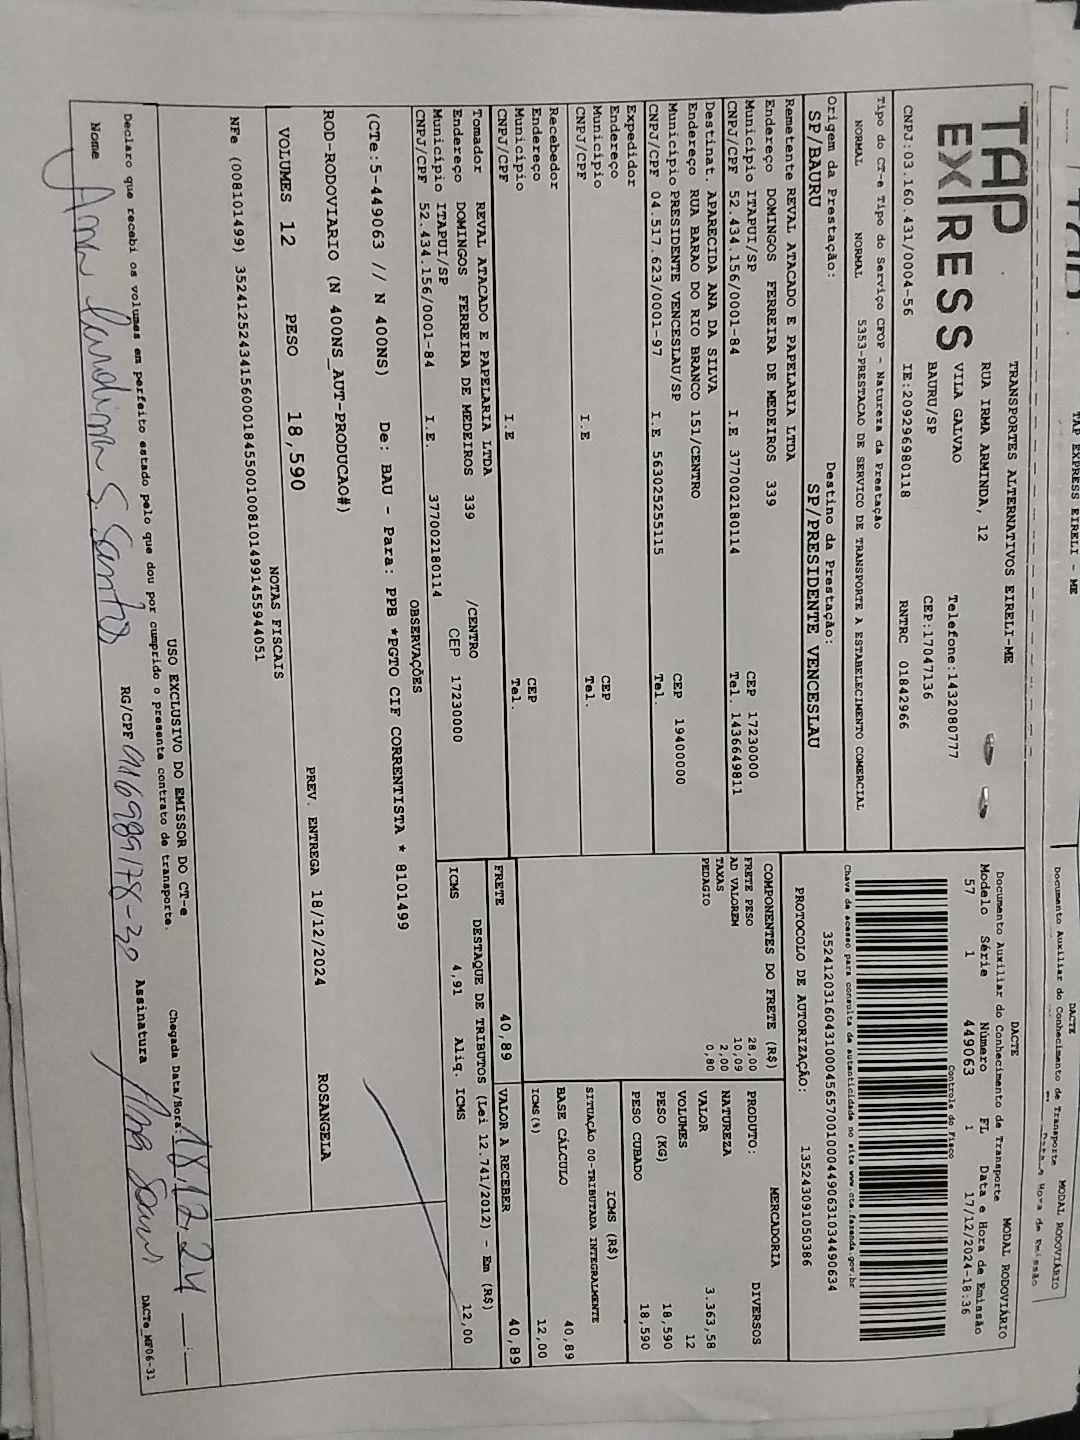 TAP EXPRESS EIRELI - ME
Documento Auxiliar do Conhecimento de Transporte
DACTE
MODAL RODOVIÁRIO
TAP
EXPRESS
TRANSPORTES ALTERNATIVOS EIRELI-ME
RUA IRMA ARMINDA, 12
VILA GALVAO
BAURU/SP
Telefone:1432080777
CEP:17047136
CNPJ:03.160.431/0004-56 IE:209296980118 RNTRC 01842966
DACTE MODAL RODOVIÁRIO
Documento Auxiliar do Conhecimento de Transporte
Modelo Série Número FL Data e Hora de Emissão
57 1 449063 1 17/12/2024-18:36
Controle do Fisco
35241203160431000456570010004490631034490634
Chave de acesso para consulta de autenticidade no site www.cte.fazenda.gov.br
PROTOCOLO DE AUTORIZAÇÃO: 135243091050386
Tipo do CT-e Tipo do Serviço CFOP - Natureza da Prestação
NORMAL NORMAL 5353-PRESTACAO DE SERVICO DE TRANSPORTE A ESTABELECIMENTO COMERCIAL
Origem da Prestação: Destino da Prestação:
SP/BAURU SP/PRESIDENTE VENCESLAU
Remetente REVAL ATACADO E PAPELARIA LTDA
Endereço DOMINGOS FERREIRA DE MEDEIROS 339
Município ITAPUI/SP CEP 17230000
CNPJ/CPF 52.434.156/0001-84 I.E 377002180114 Tel. 1436649811
Destinat. APARECIDA ANA DA SILVA
Endereço RUA BARAO DO RIO BRANCO 151/CENTRO
Município PRESIDENTE VENCESLAU/SP CEP 19400000
CNPJ/CPF 04.517.623/0001-97 I.E 563025255115 Tel.
Expedidor
Endereço
Município CEP
CNPJ/CPF I.E Tel.
Recebedor
Endereço
Município CEP
CNPJ/CPF I.E Tel.
Tomador REVAL ATACADO E PAPELARIA LTDA
Endereço DOMINGOS FERREIRA DE MEDEIROS 339 /CENTRO
Município ITAPUI/SP CEP 17230000
CNPJ/CPF 52.434.156/0001-84 I.E. 377002180114
COMPONENTES DO FRETE (R$)
FRETE PESO 28,00
AD VALOREM 10,09
TAXAS 2,00
PEDAGIO 0,80
MERCADORIA
PRODUTO: DIVERSOS
NATUREZA
VALOR 3.363,58
VOLUMES 12
PESO (KG) 18,590
PESO CUBADO 18,590
ICMS (R$)
SITUAÇÃO 00-TRIBUTADA INTEGRALMENTE
BASE CÁLCULO 40,89
ICMS(%) 12,00
FRETE 40,89 VALOR A RECEBER 40,89
DESTAQUE DE TRIBUTOS (Lei 12.741/2012) - Em (R$)
ICMS 4,91 Aliq. ICMS 12,00
OBSERVAÇÕES
(CTe:5-449063 // N 400NS) De: BAU - Para: PPB *PGTO CIF CORRENTISTA * 8101499
ROD-RODOVIARIO (N 400NS_AUT-PRODUCAO#)
PREV. ENTREGA 18/12/2024 ROSANGELA
VOLUMES 12 PESO 18,590
NOTAS FISCAIS
NFe (008101499) 35241252434156000184550010081014991455944051
USO EXCLUSIVO DO EMISSOR DO CT-e
Declaro que recebi os volumes em perfeito estado pelo que dou por cumprido o presente contrato de transporte.
Chegada Data/Hora: 18.12.24
Nome Ana S. Santos RG/CPF Assinatura Ana
DACTe_MF06-31